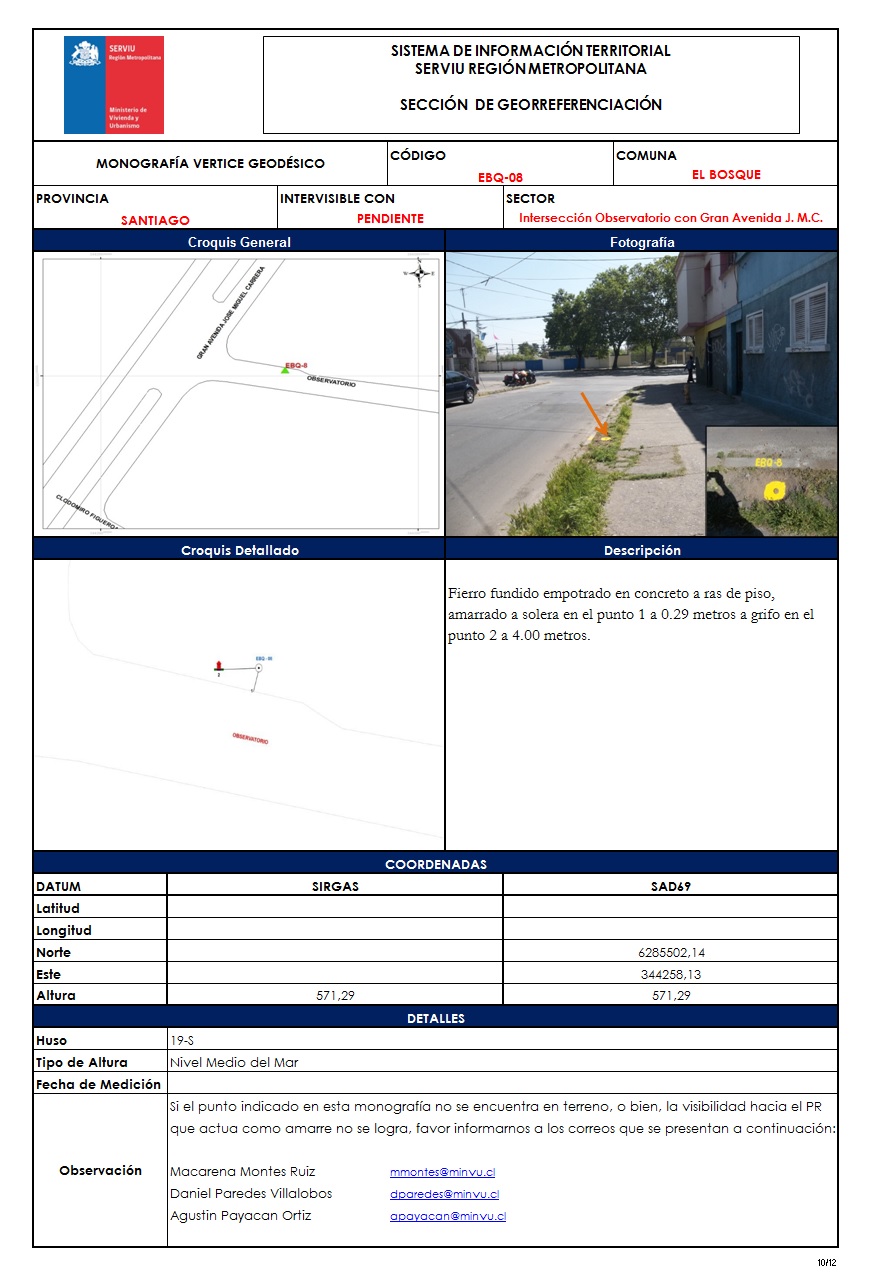 SERVIU
Región Metropolitana
Ministerio de
Vivienda y
Urbanismo
SISTEMA DE INFORMACIÓN TERRITORIAL
SERVIU REGIÓN METROPOLITANA
SECCIÓN DE GEORREFERENCIACIÓN
MONOGRAFÍA VERTICE GEODÉSICO
CÓDIGO
EBQ-08
COMUNA
EL BOSQUE
PROVINCIA
SANTIAGO
INTERVISIBLE CON
PENDIENTE
SECTOR
Intersección Observatorio con Gran Avenida J. M.C.
Croquis General
Fotografía
GRAN AVENIDA JOSE MIGUEL CARRERA
EBQ-8
OBSERVATORIO
CLODOMIRO FIGUEROA
N
W
E
S
EBQ-8
Croquis Detallado
Descripción
EBQ - 08
2
OBSERVATORIO
Fierro fundido empotrado en concreto a ras de piso,
amarrado a solera en el punto 1 a 0.29 metros a grifo en el
punto 2 a 4.00 metros.
COORDENADAS
DATUM SIRGAS SAD69
Latitud
Longitud
Norte 6285502,14
Este 344258,13
Altura 571,29 571,29
DETALLES
Huso 19-S
Tipo de Altura Nivel Medio del Mar
Fecha de Medición
Observación
Si el punto indicado en esta monografía no se encuentra en terreno, o bien, la visibilidad hacia el PR
que actua como amarre no se logra, favor informarnos a los correos que se presentan a continuación:
Macarena Montes Ruiz mmontes@minvu.cl
Daniel Paredes Villalobos dparedes@minvu.cl
Agustin Payacan Ortiz apayacan@minvu.cl
10/12